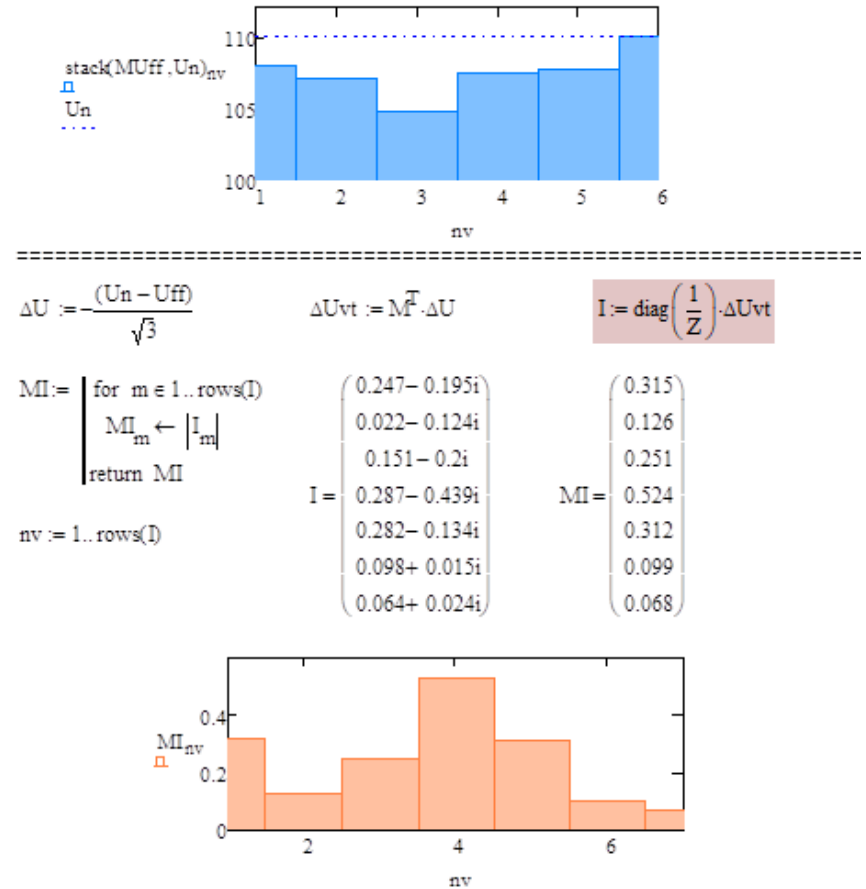 110
stack(MUff,Un)nv
Un
105
100
1 2 3 4 5 6
nv
================================================================
ΔU := -(Un − Uff)/√3
ΔUvt := M^T·ΔU
I := diag(1/Z)·ΔUvt
MI := for m ∈ 1..rows(I)
MI_m ← |I_m|
return MI
nv := 1..rows(I)
I =
0.247− 0.195i
0.022− 0.124i
0.151− 0.2i
0.287− 0.439i
0.282− 0.134i
0.098+ 0.015i
0.064+ 0.024i
MI =
0.315
0.126
0.251
0.524
0.312
0.099
0.068
0.4
MInv
0.2
0
2 4 6
nv